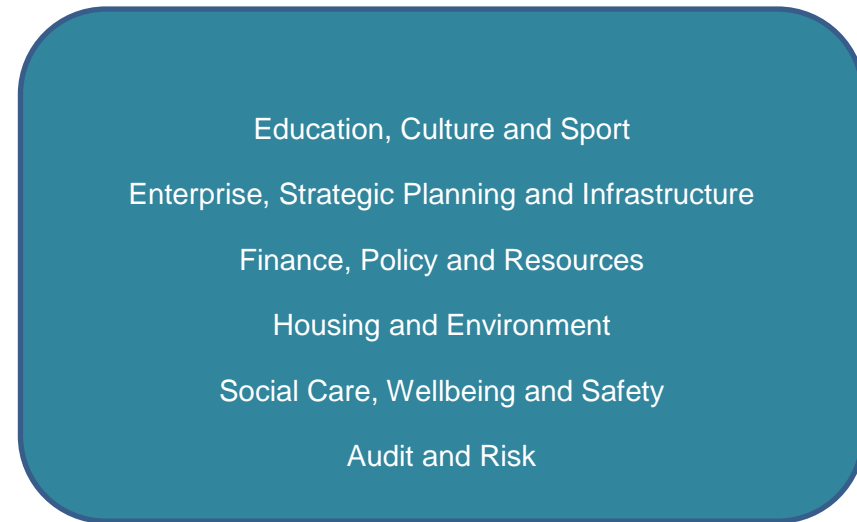 Education, Culture and Sport
Enterprise, Strategic Planning and Infrastructure
Finance, Policy and Resources
Housing and Environment
Social Care, Wellbeing and Safety
Audit and Risk